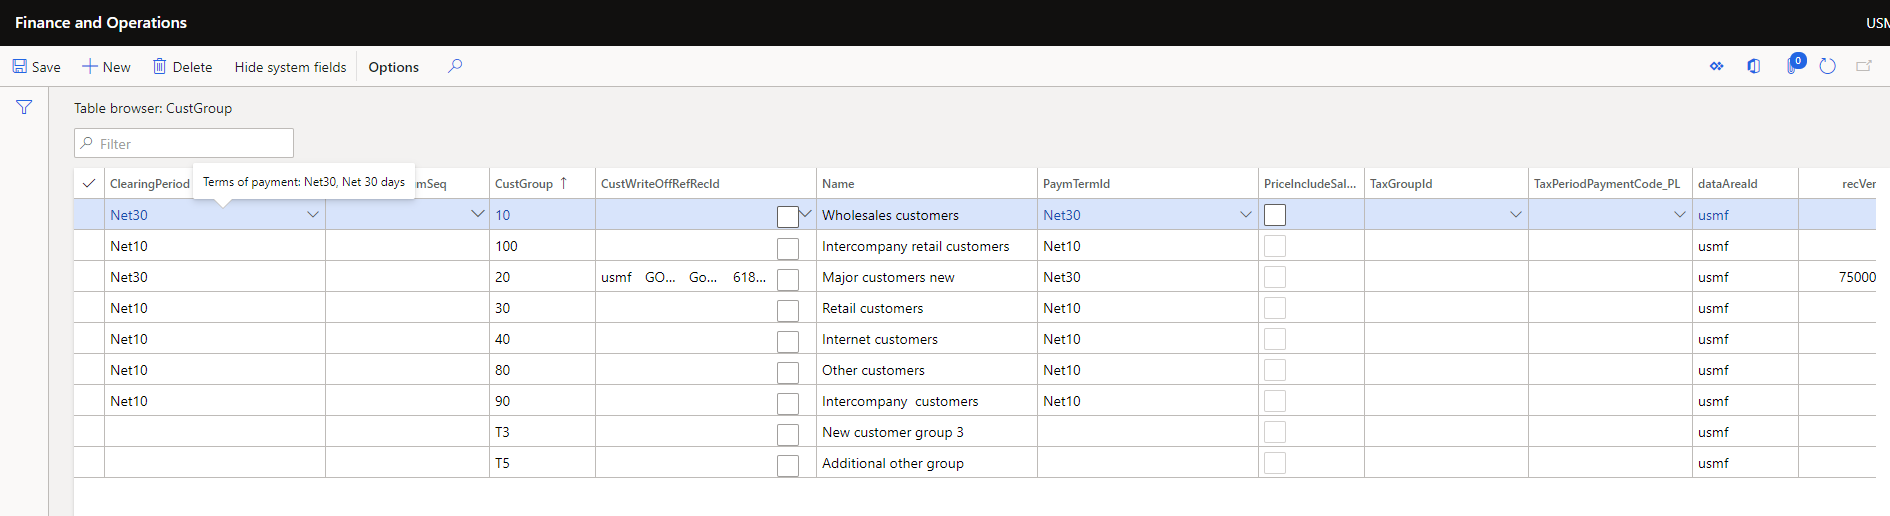 Finance and Operations USM
Save New Delete Hide system fields Options 0
Table browser: CustGroup
Filter
Terms of payment: Net30, Net 30 days
ClearingPeriod mSeq CustGroup ↑ CustWriteOffRefRecId Name PaymTermId PriceIncludeSal... TaxGroupId TaxPeriodPaymentCode_PL dataAreaId recVer
Net30 10 Wholesales customers Net30 usmf
Net10 100 Intercompany retail customers Net10 usmf
Net30 20 usmf GO... Go... 618... Major customers new Net30 usmf 75000
Net10 30 Retail customers Net10 usmf
Net10 40 Internet customers Net10 usmf
Net10 80 Other customers Net10 usmf
Net10 90 Intercompany  customers Net10 usmf
T3 New customer group 3 usmf
T5 Additional other group usmf